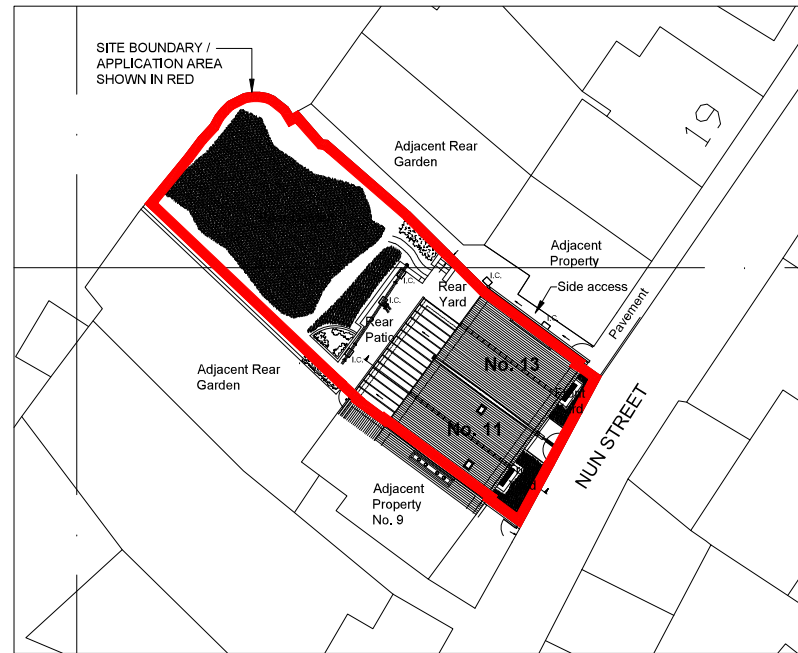 SITE BOUNDARY /
APPLICATION AREA
SHOWN IN RED
19
Adjacent Rear
Garden
Adjacent
Property
Side access
Pavement
I.C.
I.C.
I.C.
I.C.
I.C.
Rear
Yard
Rear
Patio
No. 13
No. 11
NUN STREET
Adjacent Rear
Garden
Adjacent
Property
No. 9